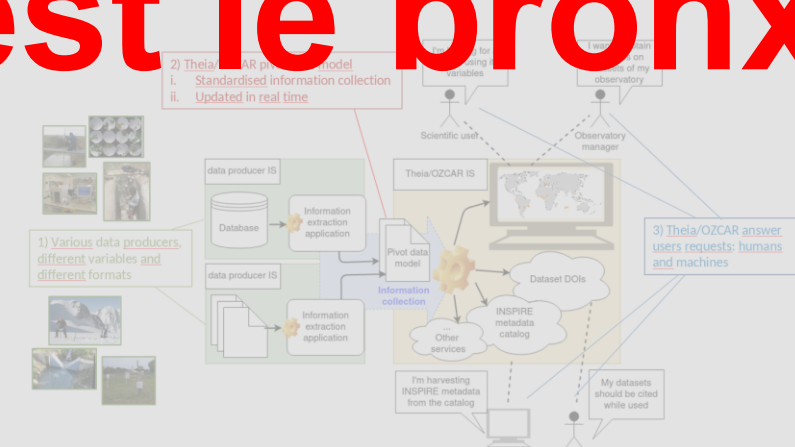 est le bronx
2) Theia/OZCAR pivot data model
i. Standardised information collection
ii. Updated in real time
variables
observatory
Scientific user
Observatory
manager
data producer IS
Theia/OZCAR IS
Database
Information
extraction
application
1) Various data producers,
different variables and
different formats
Pivot data
model
3) Theia/OZCAR answer
users requests: humans
and machines
data producer IS
Dataset DOIs
Information
collection
INSPIRE
metadata
catalog
Information
extraction
application
...
Other
services
I'm harvesting
INSPIRE metadata
from the catalog
My datasets
should be cited
while used